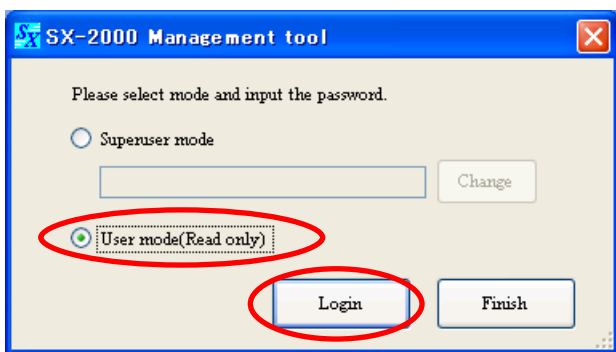 SX SX-2000 Management tool
Please select mode and input the password.
Superuser mode
Change
User mode(Read only)
Login Finish